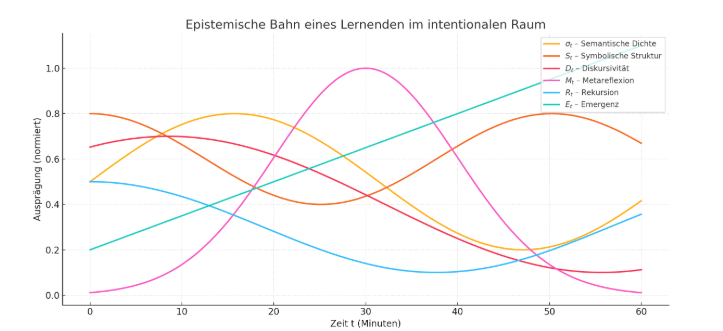 Epistemische Bahn eines Lernenden im intentionalen Raum
σt – Semantische Dichte
St – Symbolische Struktur
Dt – Diskursivität
Mt – Metareflexion
Rt – Rekursion
Et – Emergenz
Ausprägung (normiert)
1.0
0.8
0.6
0.4
0.2
0.0
0 10 20 30 40 50 60
Zeit t (Minuten)